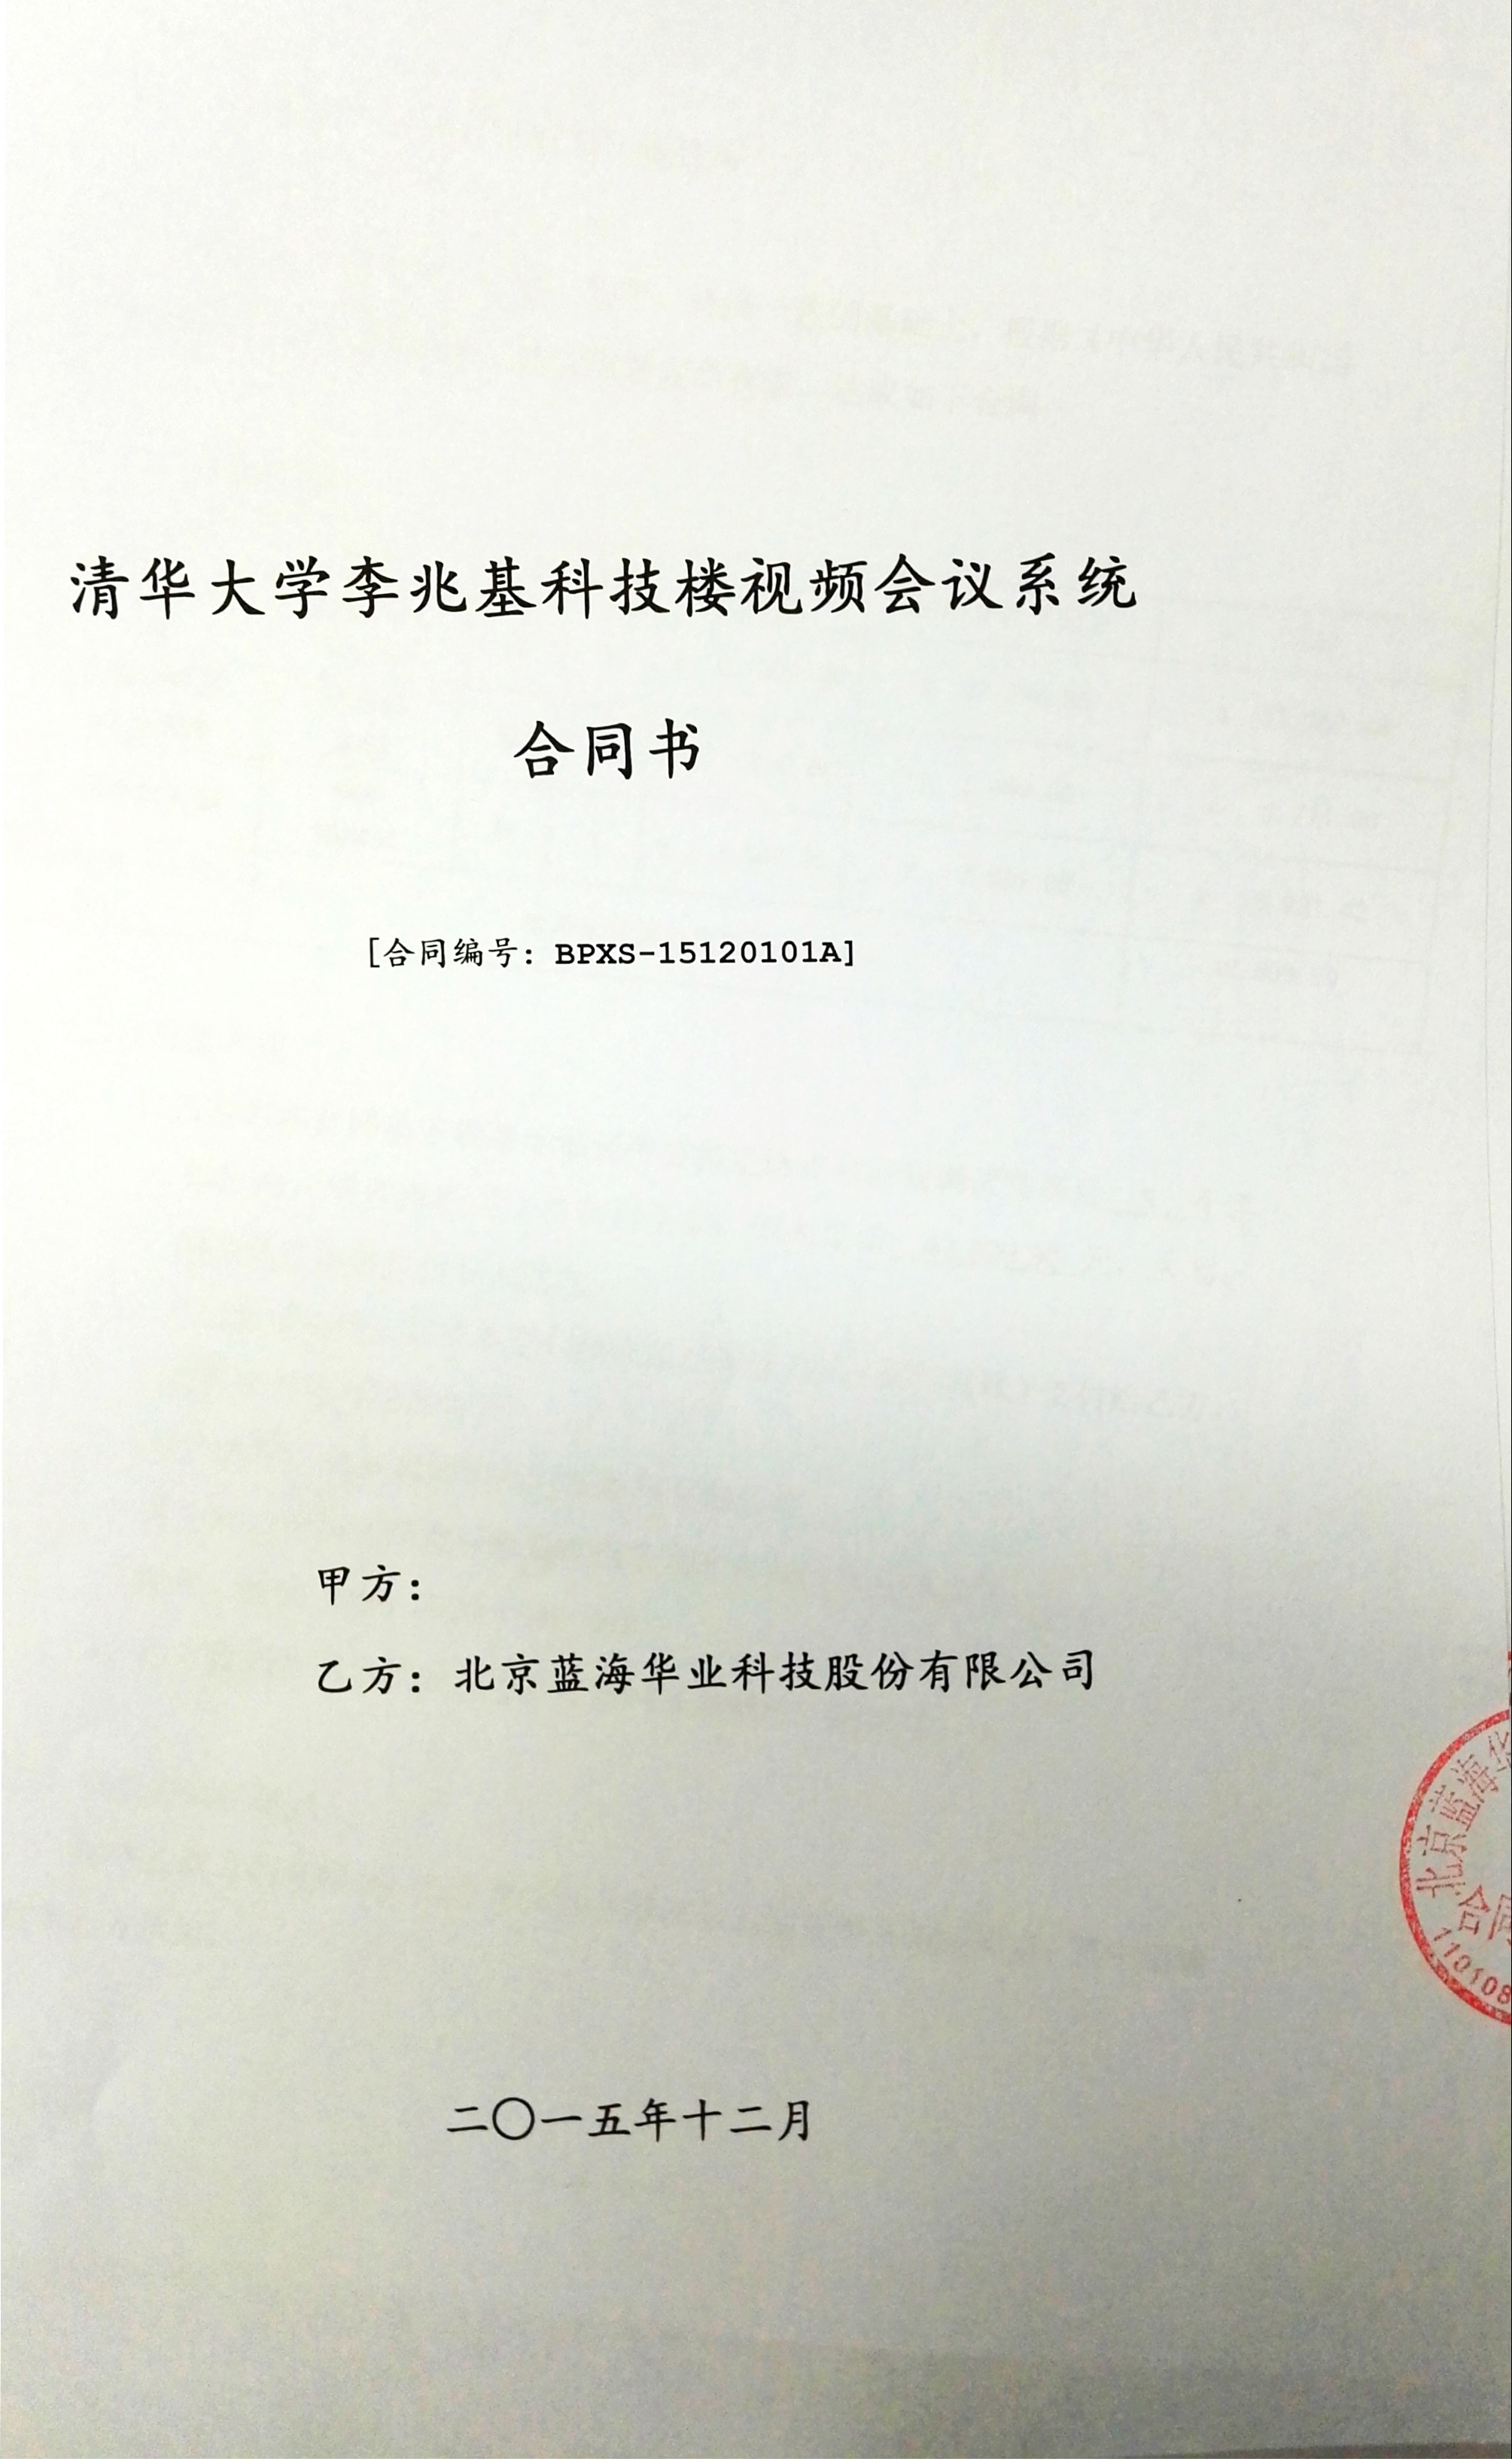 清华大学李兆基科技楼视频会议系统
合同书
[合同编号：BPXS-15120101A]
甲方：
乙方：北京蓝海华业科技股份有限公司
北京蓝海华
合同
110108
二〇一五年十二月